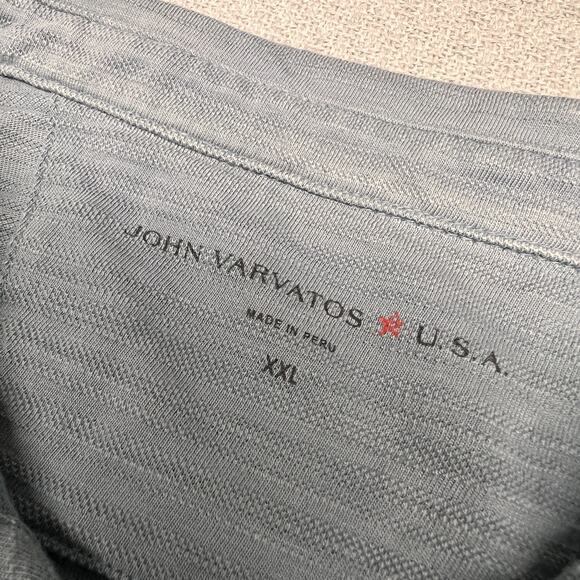 JOHN VARVATOS ★ U.S.A.
MADE IN PERU
XXL